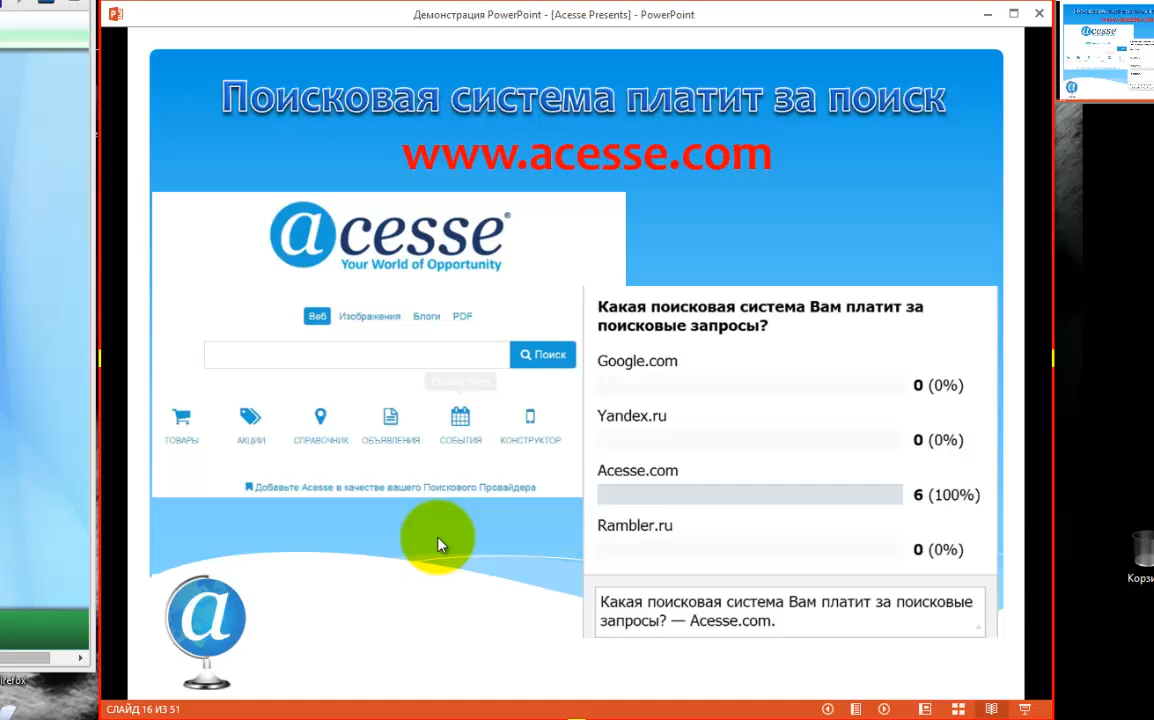 Демонстрация PowerPoint - [Acesse Presents] - PowerPoint
Поисковая система платит за поиск
www.acesse.com
acesse®
Your World of Opportunity
Веб Изображения Блоги PDF
Поиск
ТОВАРЫ АКЦИИ СПРАВОЧНИК ОБЪЯВЛЕНИЯ СОБЫТИЯ КОНСТРУКТОР
Добавьте Acesse в качестве вашего Поискового Провайдера
Какая поисковая система Вам платит за
поисковые запросы?
Google.com
0 (0%)
Yandex.ru
0 (0%)
Acesse.com
6 (100%)
Rambler.ru
0 (0%)
Какая поисковая система Вам платит за поисковые
запросы? — Acesse.com.
a
СЛАЙД 16 ИЗ 51
Корзи
irefox